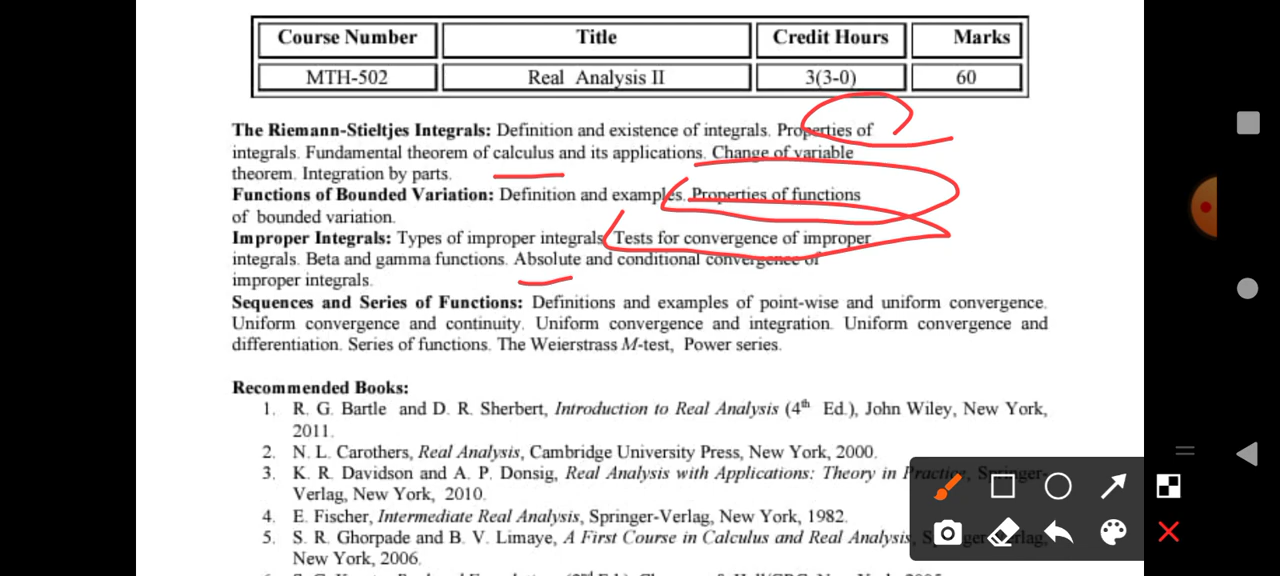 Course Number Title Credit Hours Marks
MTH-502 Real Analysis II 3(3-0) 60
The Riemann-Stieltjes Integrals: Definition and existence of integrals. Properties of
integrals. Fundamental theorem of calculus and its applications. Change of variable
theorem. Integration by parts.
Functions of Bounded Variation: Definition and examples. Properties of functions
of bounded variation.
Improper Integrals: Types of improper integrals. Tests for convergence of improper
integrals. Beta and gamma functions. Absolute and conditional convergence of
improper integrals.
Sequences and Series of Functions: Definitions and examples of point-wise and uniform convergence.
Uniform convergence and continuity. Uniform convergence and integration. Uniform convergence and
differentiation. Series of functions. The Weierstrass M-test, Power series.
Recommended Books:
1. R. G. Bartle and D. R. Sherbert, Introduction to Real Analysis (4th Ed.), John Wiley, New York,
2011.
2. N. L. Carothers, Real Analysis, Cambridge University Press, New York, 2000.
3. K. R. Davidson and A. P. Donsig, Real Analysis with Applications: Theory in Practice, Springer-
Verlag, New York, 2010.
4. E. Fischer, Intermediate Real Analysis, Springer-Verlag, New York, 1982.
5. S. R. Ghorpade and B. V. Limaye, A First Course in Calculus and Real Analysis,
New York, 2006.